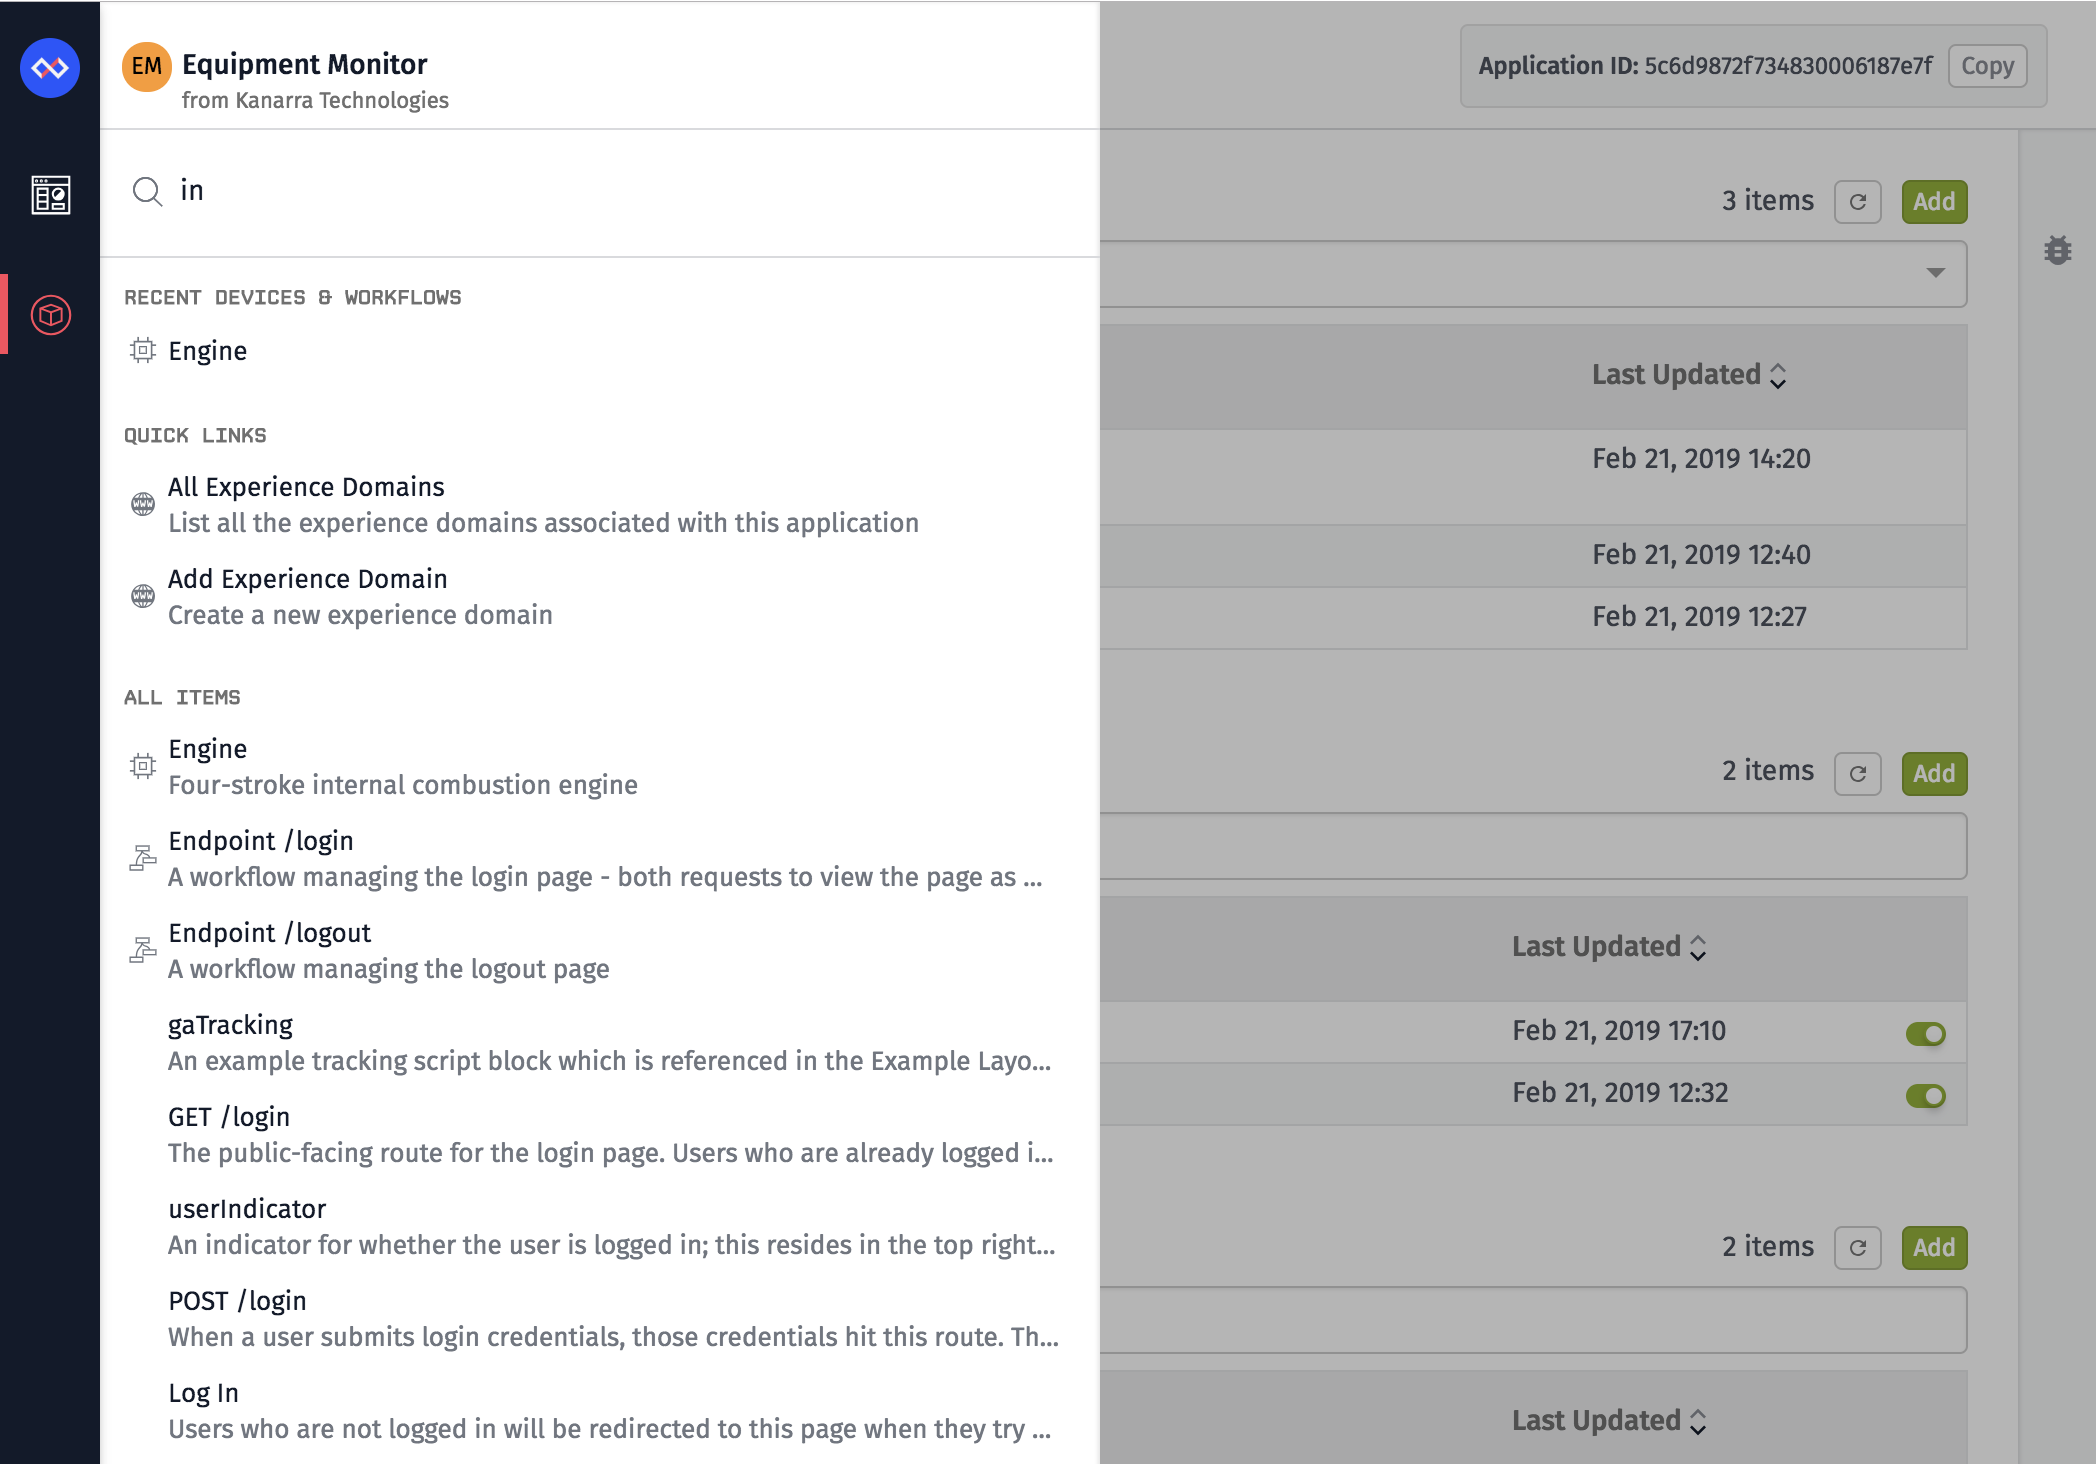 EM
Equipment Monitor
from Kanarra Technologies
Application ID: 5c6d9872f734830006187e7f
Copy
in
RECENT DEVICES & WORKFLOWS
Engine
QUICK LINKS
All Experience Domains
List all the experience domains associated with this application
Add Experience Domain
Create a new experience domain
ALL ITEMS
Engine
Four-stroke internal combustion engine
Endpoint /login
A workflow managing the login page - both requests to view the page as ...
Endpoint /logout
A workflow managing the logout page
gaTracking
An example tracking script block which is referenced in the Example Layo...
GET /login
The public-facing route for the login page. Users who are already logged i...
userIndicator
An indicator for whether the user is logged in; this resides in the top right...
POST /login
When a user submits login credentials, those credentials hit this route. Th...
Log In
Users who are not logged in will be redirected to this page when they try ...
3 items
Add
Last Updated
Feb 21, 2019 14:20
Feb 21, 2019 12:40
Feb 21, 2019 12:27
2 items
Add
Last Updated
Feb 21, 2019 17:10
Feb 21, 2019 12:32
2 items
Add
Last Updated